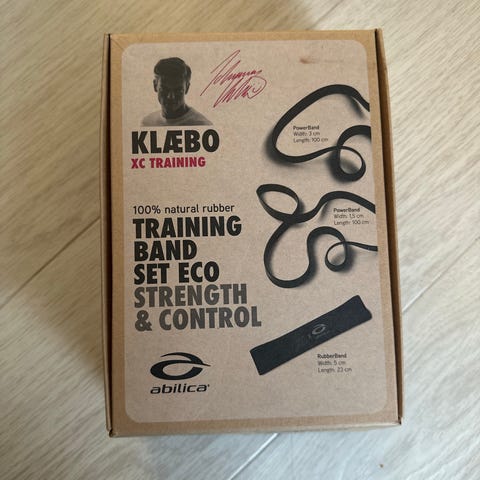 KLÆBO
XC TRAINING
PowerBand
Width: 3 cm
Length: 100 cm
100% natural rubber
TRAINING
BAND
SET ECO
STRENGTH
& CONTROL
PowerBand
Width: 1,5 cm
Length: 100 cm
RubberBand
Width: 5 cm
Length: 23 cm
abilica